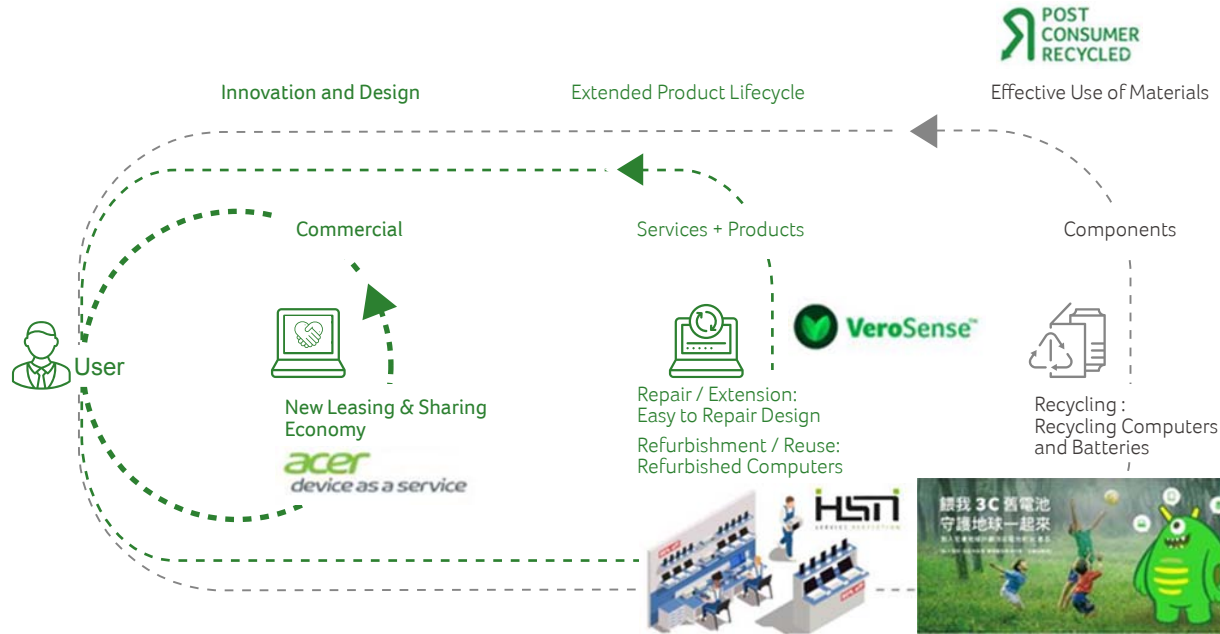 POST
CONSUMER
RECYCLED
Innovation and Design
Extended Product Lifecycle
Effective Use of Materials
Commercial
Services + Products
Components
User
VeroSense™
New Leasing & Sharing
Economy
acer
device as a service
Repair / Extension:
Easy to Repair Design
Refurbishment / Reuse:
Refurbished Computers
Recycling :
Recycling Computers
and Batteries
HSN
SERVICE
餵我 3C 舊電池
守護地球一起來